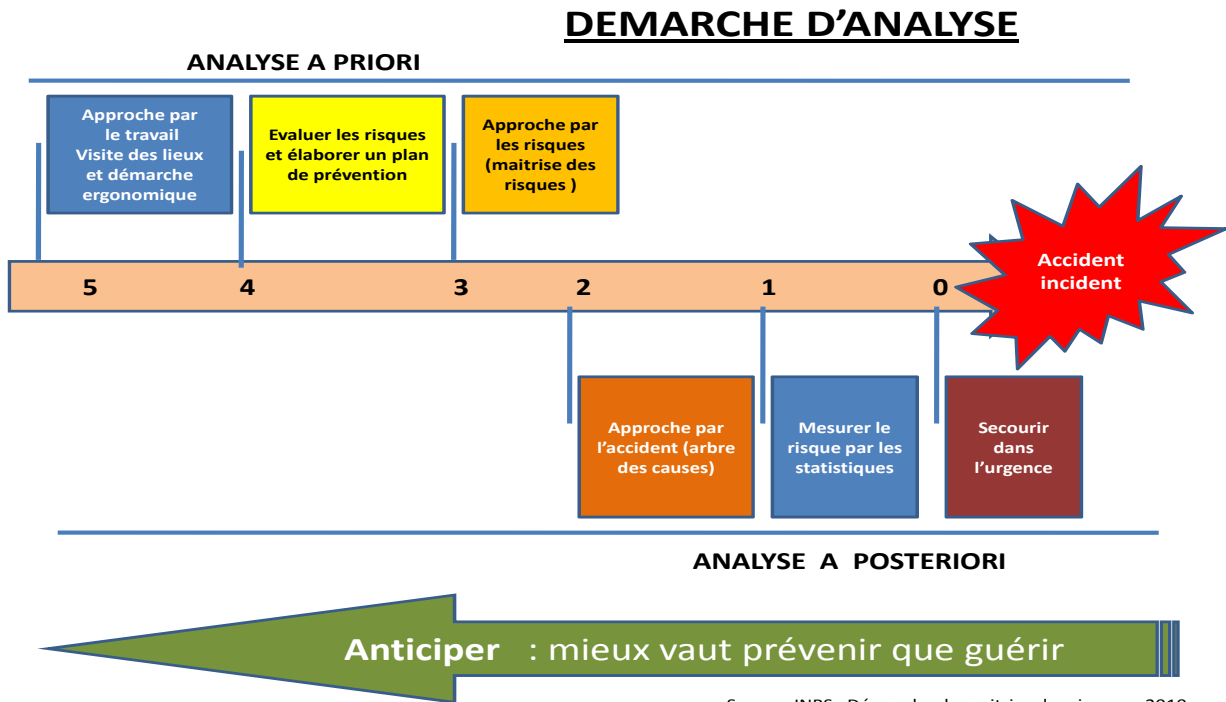 DEMARCHE D'ANALYSE
ANALYSE A PRIORI
Approche par
le travail
Visite des lieux
et démarche
ergonomique
Evaluer les risques
et élaborer un plan
de prévention
Approche par
les risques
(maitrise des
risques )
Accident
incident
5 4 3 2 1 0
Approche par
l'accident (arbre
des causes)
Mesurer le
risque par les
statistiques
Secourir
dans
l'urgence
ANALYSE A POSTERIORI
Anticiper : mieux vaut prévenir que guérir